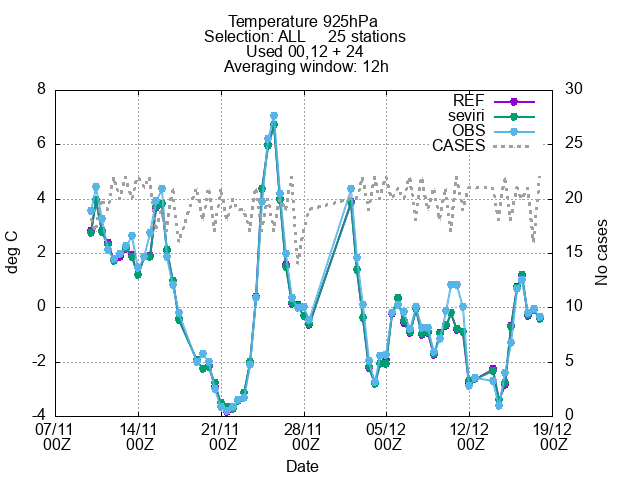 Temperature 925hPa
Selection: ALL 25 stations
Used 00,12 + 24
Averaging window: 12h
8 30
REF
seviri
OBS
CASES
6 25
4 20
2 15
0 10
-2 5
-4 0
deg C
No cases
07/11 14/11 21/11 28/11 05/12 12/12 19/12
00Z 00Z 00Z 00Z 00Z 00Z 00Z
Date